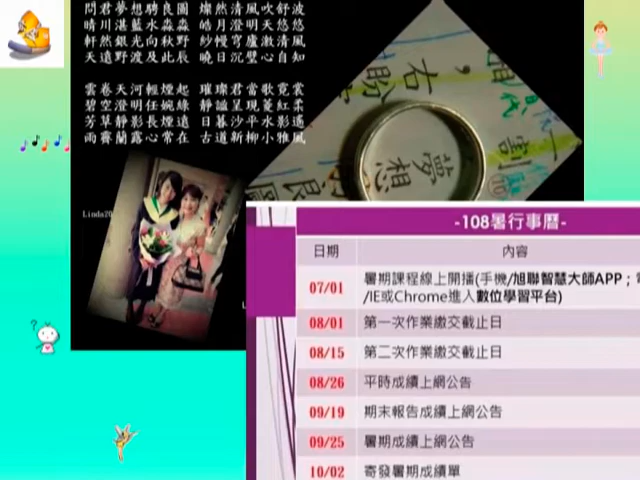 問君夢想聘良圖 燦然清風吹舒波
晴川湛藍水淼淼 皓月澄明天悠悠
軒然銀光向秋野 紗幔穹廬漱清風
天遠野渡及此辰 曉日沉璧心自知
雲卷天河輕煙起 璀璨君當歌霓裳
碧空澄明任婉綠 靜謐呈現菱紅柔
芳草靜影長煙遠 日暮沙平水影遙
雨霽蘭露心常在 古道新柳小雅風
夢想
Linda20
-108暑行事曆-
日期 內容
07/01 暑期課程線上開播(手機/旭聯智慧大師APP；
/IE或Chrome進入數位學習平台)
08/01 第一次作業繳交截止日
08/15 第二次作業繳交截止日
08/26 平時成績上網公告
09/19 期末報告成績上網公告
09/25 暑期成績上網公告
10/02 寄發暑期成績單